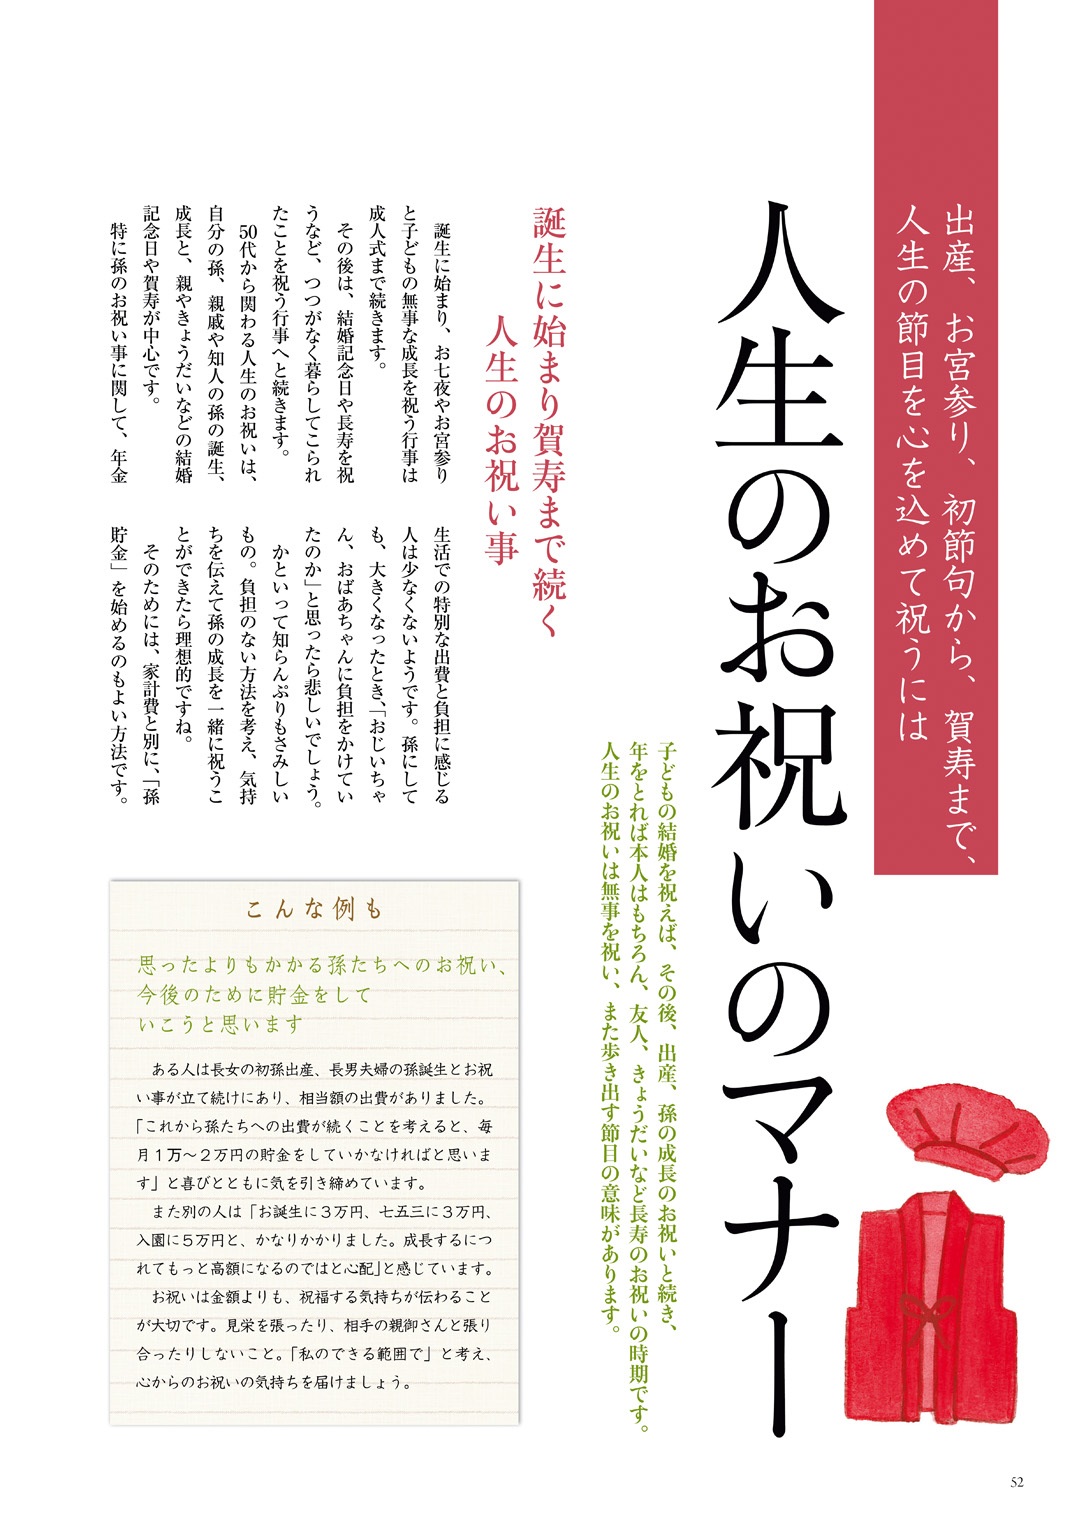 出産、お宮参り、初節句から、賀寿まで、
人生の節目を心を込めて祝うには
人生のお祝いのマナー
子どもの結婚を祝えば、その後、出産、孫の成長のお祝いと続き、
年をとれば本人はもちろん、友人、きょうだいなど長寿のお祝いの時期です。
人生のお祝いは無事を祝い、また歩き出す節目の意味があります。
誕生に始まり賀寿まで続く
人生のお祝い事
誕生に始まり、お七夜やお宮参り
と子どもの無事な成長を祝う行事は
成人式まで続きます。
その後は、結婚記念日や長寿を祝
うなど、つつがなく暮らしてこられ
たことを祝う行事へと続きます。
50代から関わる人生のお祝いは、
自分の孫、親戚や知人の孫の誕生、
成長と、親やきょうだいなどの結婚
記念日や賀寿が中心です。
特に孫のお祝い事に関して、年金
生活での特別な出費と負担に感じる
人は少なくないようです。孫にして
も、大きくなったとき、「おじいちゃ
ん、おばあちゃんに負担をかけてい
たのか」と思ったら悲しいでしょう。
かといって知らんぷりもさみしい
もの。負担のない方法を考え、気持
ちを伝えて孫の成長を一緒に祝うこ
とができたら理想的ですね。
そのためには、家計費と別に、「孫
貯金」を始めるのもよい方法です。
こんな例も
思ったよりもかかる孫たちへのお祝い、
今後のために貯金をして
いこうと思います
ある人は長女の初孫出産、長男夫婦の孫誕生とお祝
い事が立て続けにあり、相当額の出費がありました。
「これから孫たちへの出費が続くことを考えると、毎
月１万〜２万円の貯金をしていかなければと思いま
す」と喜びとともに気を引き締めています。
また別の人は「お誕生に３万円、七五三に３万円、
入園に５万円と、かなりかかりました。成長するにつ
れてもっと高額になるのではと心配」と感じています。
お祝いは金額よりも、祝福する気持ちが伝わること
が大切です。見栄を張ったり、相手の親御さんと張り
合ったりしないこと。「私のできる範囲で」と考え、
心からのお祝いの気持ちを届けましょう。
52